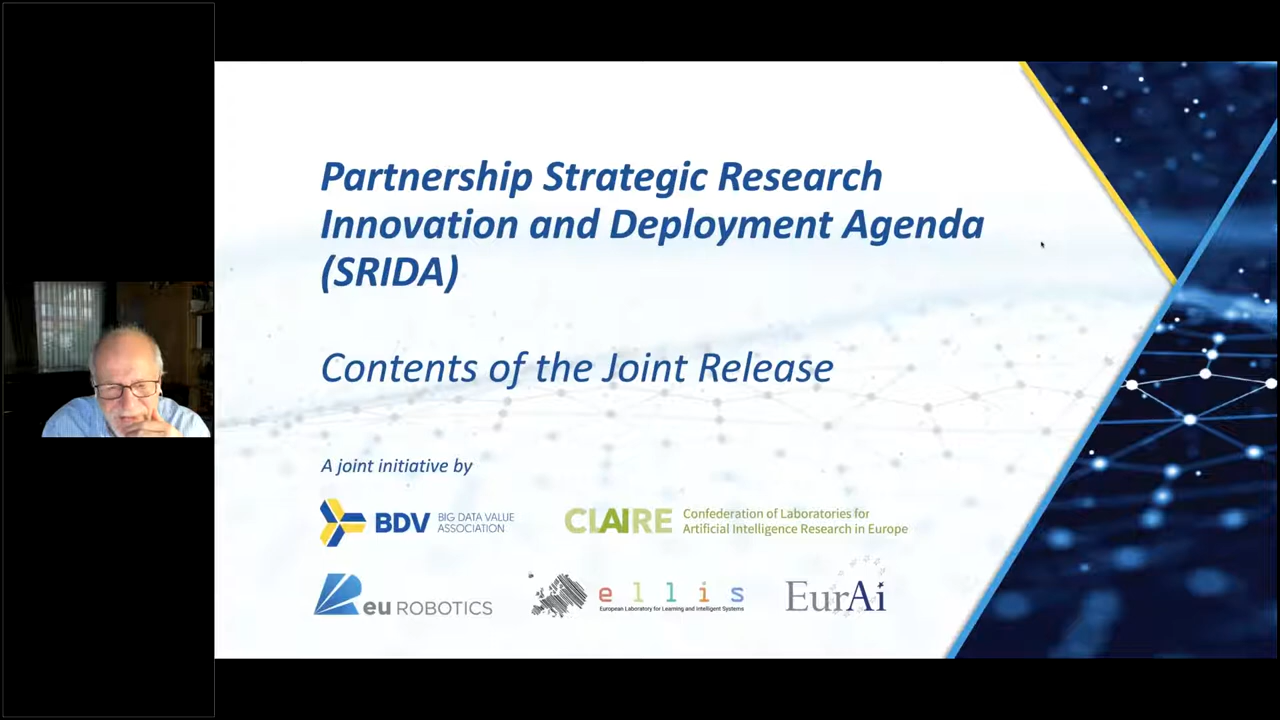 Partnership Strategic Research
Innovation and Deployment Agenda
(SRIDA)
Contents of the Joint Release
A joint initiative by
BDV BIG DATA VALUE
ASSOCIATION
CLAIRE Confederation of Laboratories for
Artificial Intelligence Research in Europe
eu ROBOTICS
ellis
European Laboratory for Learning and Intelligent Systems
EurAi